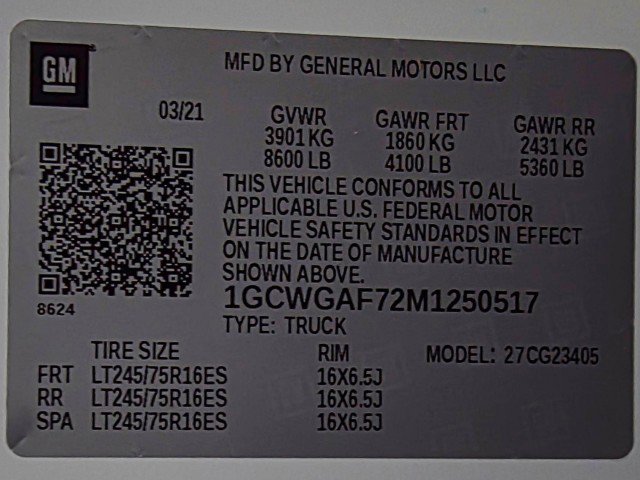 GM
MFD BY GENERAL MOTORS LLC
03/21
GVWR GAWR FRT GAWR RR
3901 KG 1860 KG 2431 KG
8600 LB 4100 LB 5360 LB
THIS VEHICLE CONFORMS TO ALL
APPLICABLE U.S. FEDERAL MOTOR
VEHICLE SAFETY STANDARDS IN EFFECT
ON THE DATE OF MANUFACTURE
SHOWN ABOVE.
8624
1GCWGAF72M1250517
TYPE: TRUCK
TIRE SIZE RIM MODEL: 27CG23405
FRT LT245/75R16ES 16X6.5J
RR LT245/75R16ES 16X6.5J
SPA LT245/75R16ES 16X6.5J